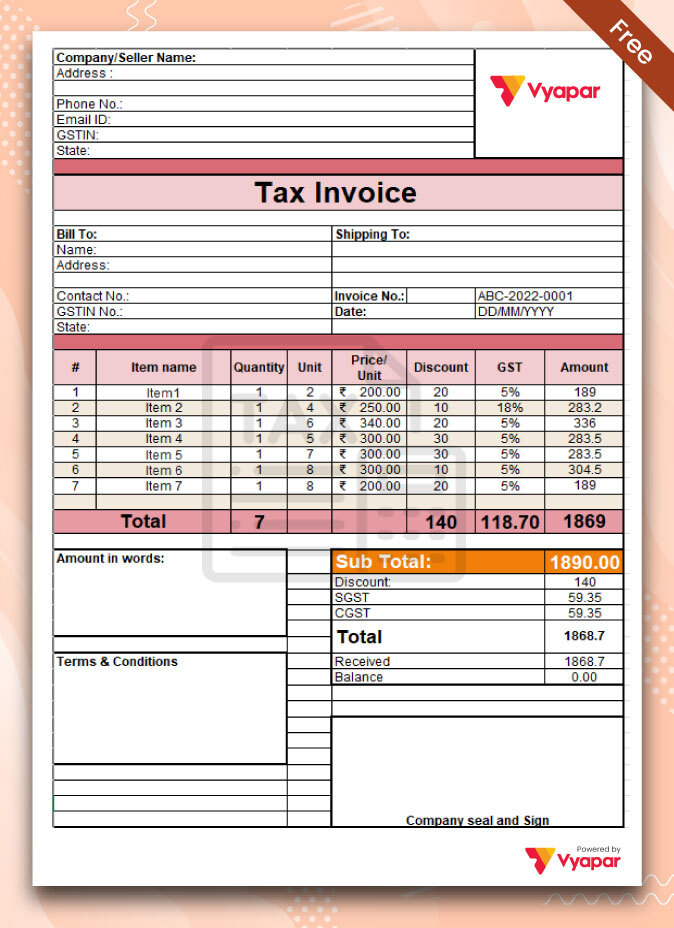 Free
Company/Seller Name:
Address :
Vyapar
Phone No.:
Email ID:
GSTIN:
State:
Tax Invoice
Bill To: Shipping To:
Name:
Address:
Contact No.: Invoice No.: ABC-2022-0001
GSTIN No.: Date: DD/MM/YYYY
State:
# Item name Quantity Unit Price/ Unit Discount GST Amount
1 Item1 1 2 ₹ 200.00 20 5% 189
2 Item 2 1 4 ₹ 250.00 10 18% 283.2
3 Item 3 1 6 ₹ 340.00 20 5% 336
4 Item 4 1 5 ₹ 300.00 30 5% 283.5
5 Item 5 1 7 ₹ 300.00 30 5% 283.5
6 Item 6 1 8 ₹ 300.00 10 5% 304.5
7 Item 7 1 8 ₹ 200.00 20 5% 189
TAX
Total 7 140 118.70 1869
Amount in words: Sub Total: 1890.00
Discount: 140
SGST 59.35
CGST 59.35
Total 1868.7
Terms & Conditions Received 1868.7
Balance 0.00
Company seal and Sign
Powered by
Vyapar